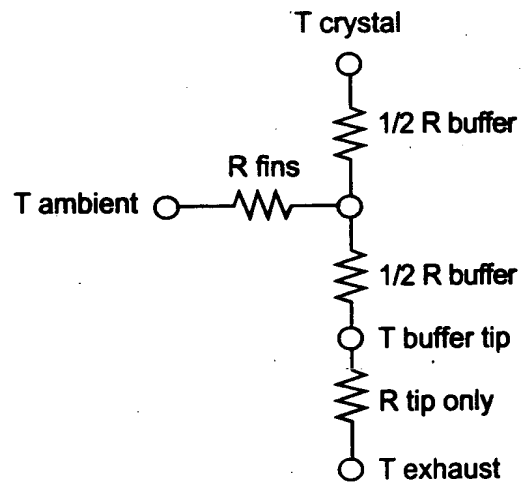 T crystal
1/2 R buffer
R fins
T ambient
1/2 R buffer
T buffer tip
R tip only
T exhaust